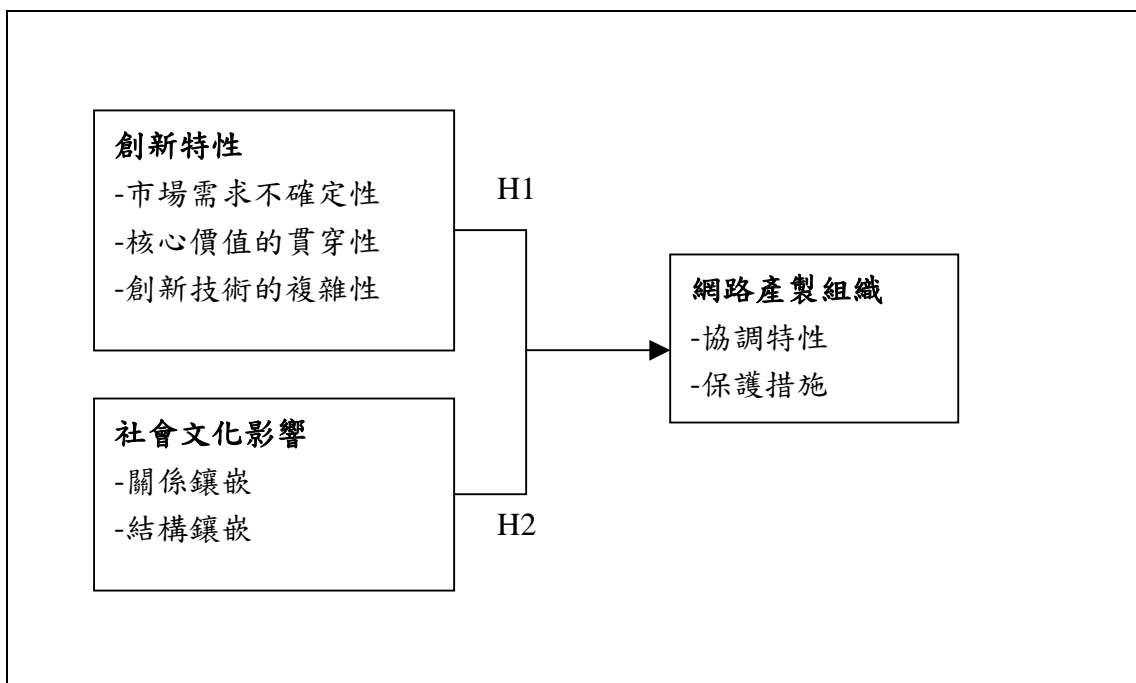 創新特性
-市場需求不確定性
-核心價值的貫穿性
-創新技術的複雜性
H1
網路產製組織
-協調特性
-保護措施
社會文化影響
-關係鑲嵌
-結構鑲嵌
H2